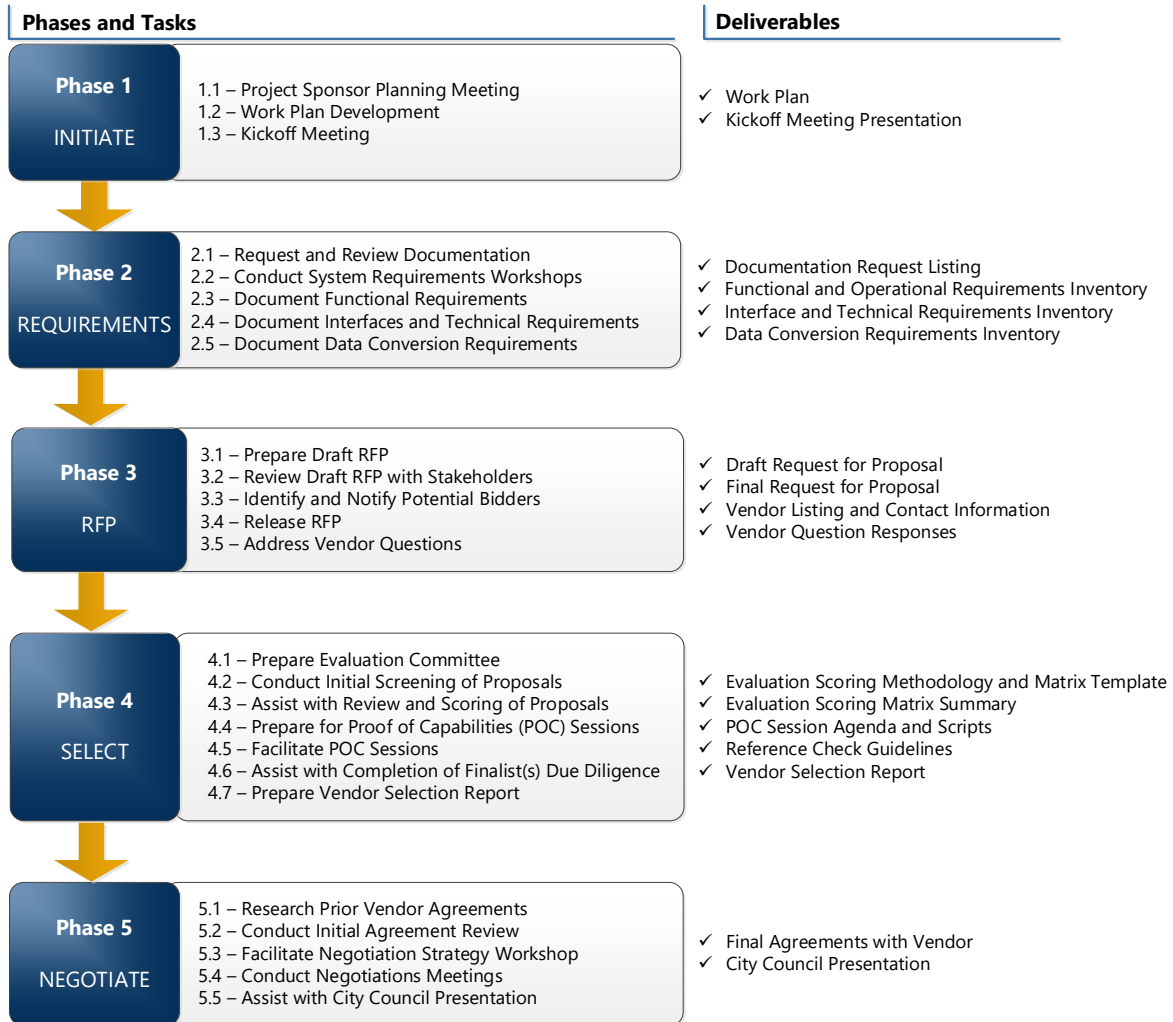 Phases and Tasks
Deliverables
Phase 1
INITIATE
1.1 – Project Sponsor Planning Meeting
1.2 – Work Plan Development
1.3 – Kickoff Meeting
✓ Work Plan
✓ Kickoff Meeting Presentation
Phase 2
REQUIREMENTS
2.1 – Request and Review Documentation
2.2 – Conduct System Requirements Workshops
2.3 – Document Functional Requirements
2.4 – Document Interfaces and Technical Requirements
2.5 – Document Data Conversion Requirements
✓ Documentation Request Listing
✓ Functional and Operational Requirements Inventory
✓ Interface and Technical Requirements Inventory
✓ Data Conversion Requirements Inventory
Phase 3
RFP
3.1 – Prepare Draft RFP
3.2 – Review Draft RFP with Stakeholders
3.3 – Identify and Notify Potential Bidders
3.4 – Release RFP
3.5 – Address Vendor Questions
✓ Draft Request for Proposal
✓ Final Request for Proposal
✓ Vendor Listing and Contact Information
✓ Vendor Question Responses
Phase 4
SELECT
4.1 – Prepare Evaluation Committee
4.2 – Conduct Initial Screening of Proposals
4.3 – Assist with Review and Scoring of Proposals
4.4 – Prepare for Proof of Capabilities (POC) Sessions
4.5 – Facilitate POC Sessions
4.6 – Assist with Completion of Finalist(s) Due Diligence
4.7 – Prepare Vendor Selection Report
✓ Evaluation Scoring Methodology and Matrix Template
✓ Evaluation Scoring Matrix Summary
✓ POC Session Agenda and Scripts
✓ Reference Check Guidelines
✓ Vendor Selection Report
Phase 5
NEGOTIATE
5.1 – Research Prior Vendor Agreements
5.2 – Conduct Initial Agreement Review
5.3 – Facilitate Negotiation Strategy Workshop
5.4 – Conduct Negotiations Meetings
5.5 – Assist with City Council Presentation
✓ Final Agreements with Vendor
✓ City Council Presentation